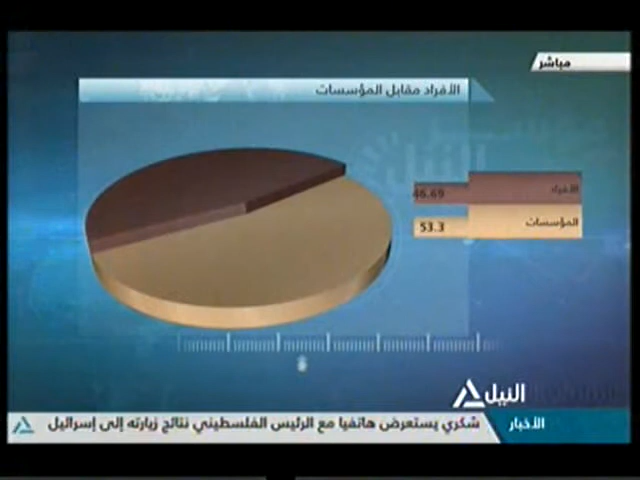 مباشر
الأفراد مقابل المؤسسات
الأفراد 46.69
المؤسسات 53.3
النيل
الأخبار
شكري يستعرض هاتفيا مع الرئيس الفلسطيني نتائج زيارته إلى إسرائيل